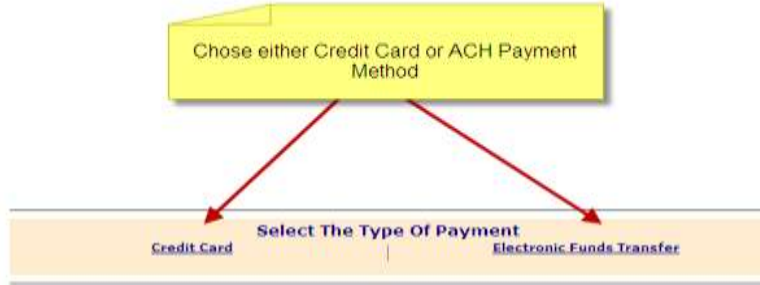 Chose either Credit Card or ACH Payment
Method
Select The Type Of Payment
Credit Card | Electronic Funds Transfer